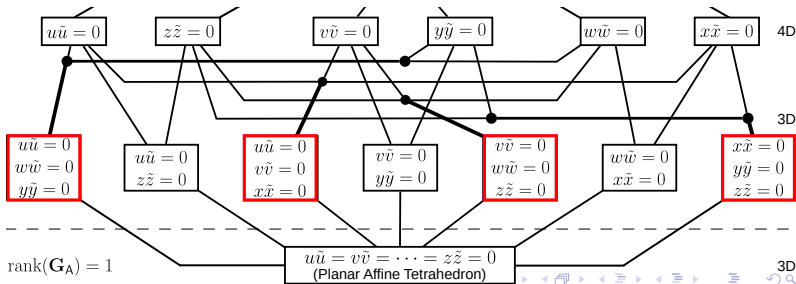 uũ = 0
zz̃ = 0
vṽ = 0
yỹ = 0
ww̃ = 0
xx̃ = 0
4D
3D
uũ = 0
ww̃ = 0
yỹ = 0
uũ = 0
zz̃ = 0
uũ = 0
vṽ = 0
xx̃ = 0
vṽ = 0
yỹ = 0
vṽ = 0
ww̃ = 0
zz̃ = 0
ww̃ = 0
xx̃ = 0
xx̃ = 0
yỹ = 0
zz̃ = 0
rank(G_A) = 1
uũ = vṽ = ⋯ = zz̃ = 0
(Planar Affine Tetrahedron)
3D